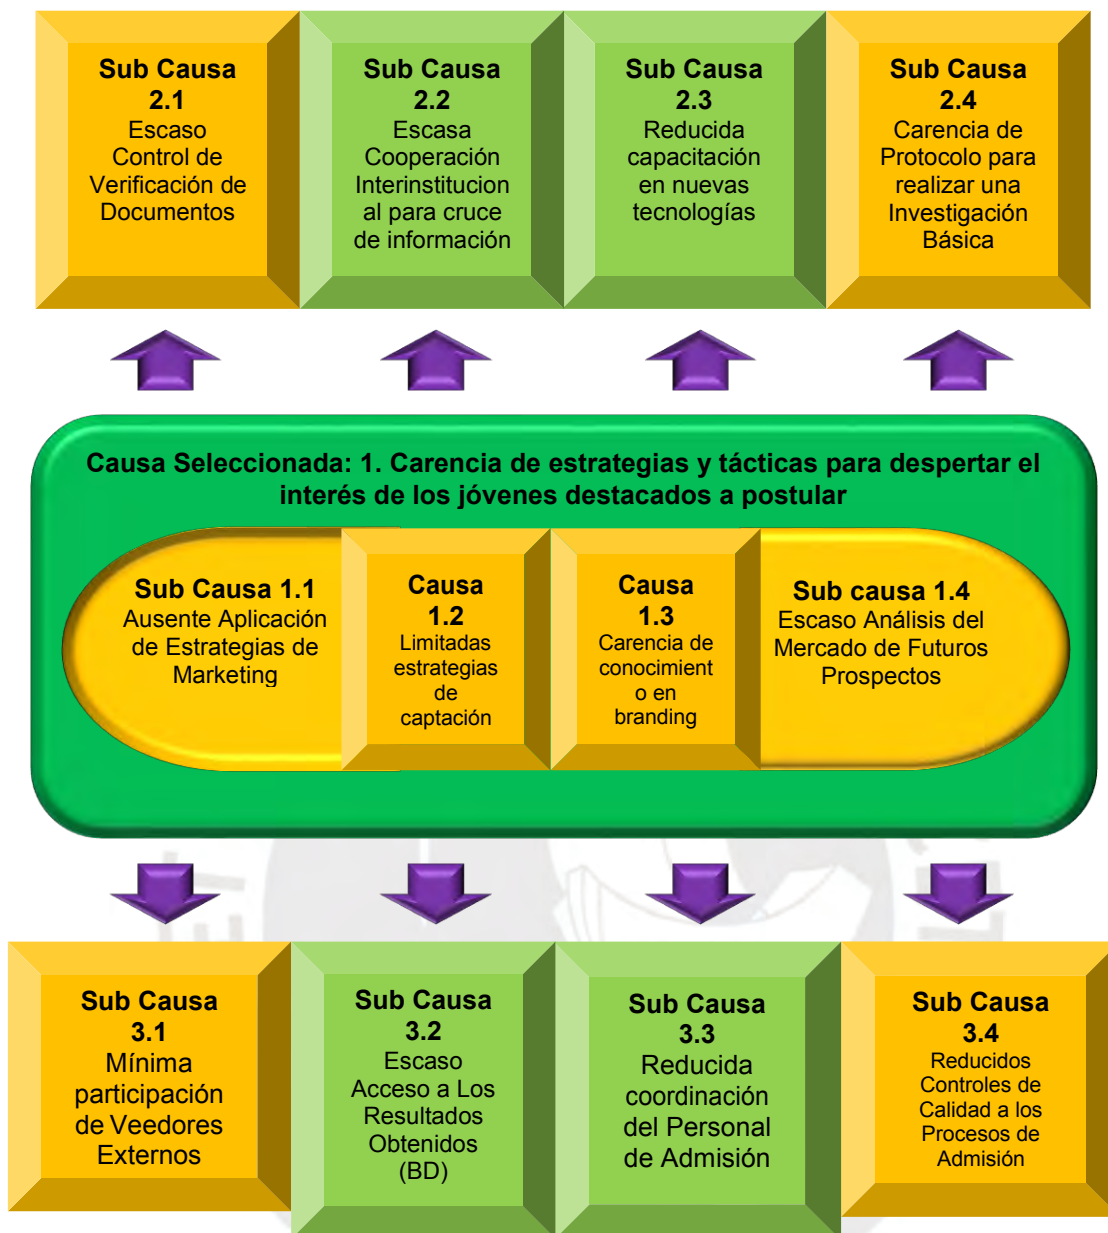 Sub Causa
2.1
Escaso
Control de
Verificación de
Documentos
Sub Causa
2.2
Escasa
Cooperación
Interinstitucion
al para cruce
de información
Sub Causa
2.3
Reducida
capacitación
en nuevas
tecnologías
Sub Causa
2.4
Carencia de
Protocolo para
realizar una
Investigación
Básica
Causa Seleccionada: 1. Carencia de estrategias y tácticas para despertar el
interés de los jóvenes destacados a postular
Sub Causa 1.1
Ausente Aplicación
de Estrategias de
Marketing
Causa
1.2
Limitadas
estrategias
de
captación
Causa
1.3
Carencia de
conocimient
o en
branding
Sub causa 1.4
Escaso Análisis del
Mercado de Futuros
Prospectos
Sub Causa
3.1
Mínima
participación
de Veedores
Externos
Sub Causa
3.2
Escaso
Acceso a Los
Resultados
Obtenidos
(BD)
Sub Causa
3.3
Reducida
coordinación
del Personal
de Admisión
Sub Causa
3.4
Reducidos
Controles de
Calidad a los
Procesos de
Admisión